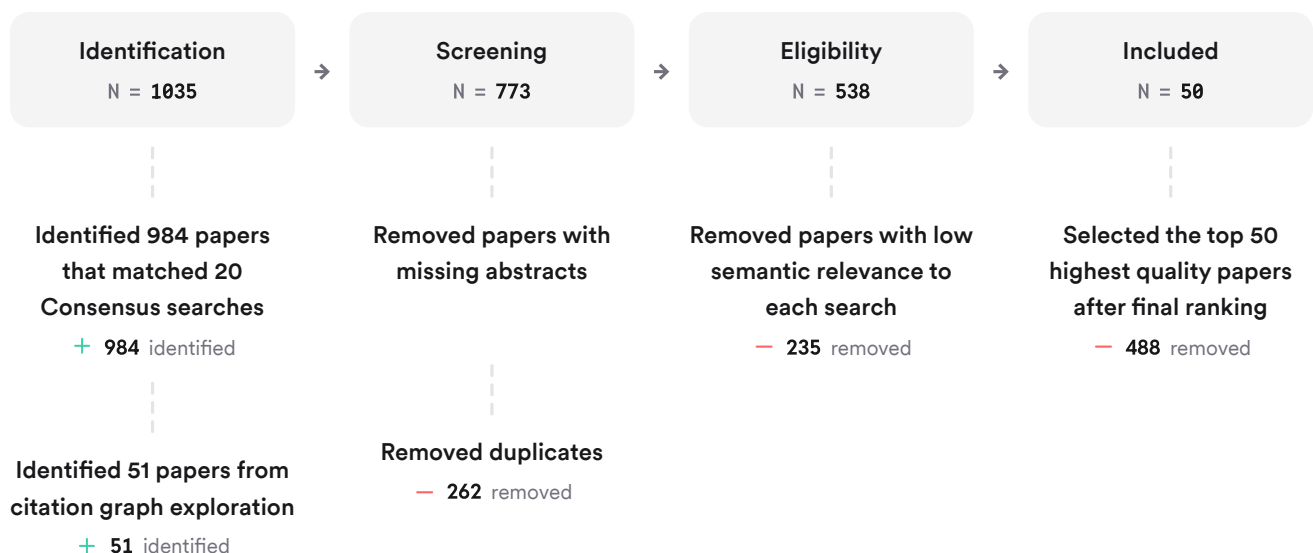 Identification
N = 1035
Screening
N = 773
Eligibility
N = 538
Included
N = 50
Identified 984 papers
that matched 20
Consensus searches
+ 984 identified
Identified 51 papers from
citation graph exploration
+ 51 identified
Removed papers with
missing abstracts
Removed duplicates
− 262 removed
Removed papers with low
semantic relevance to
each search
− 235 removed
Selected the top 50
highest quality papers
after final ranking
− 488 removed